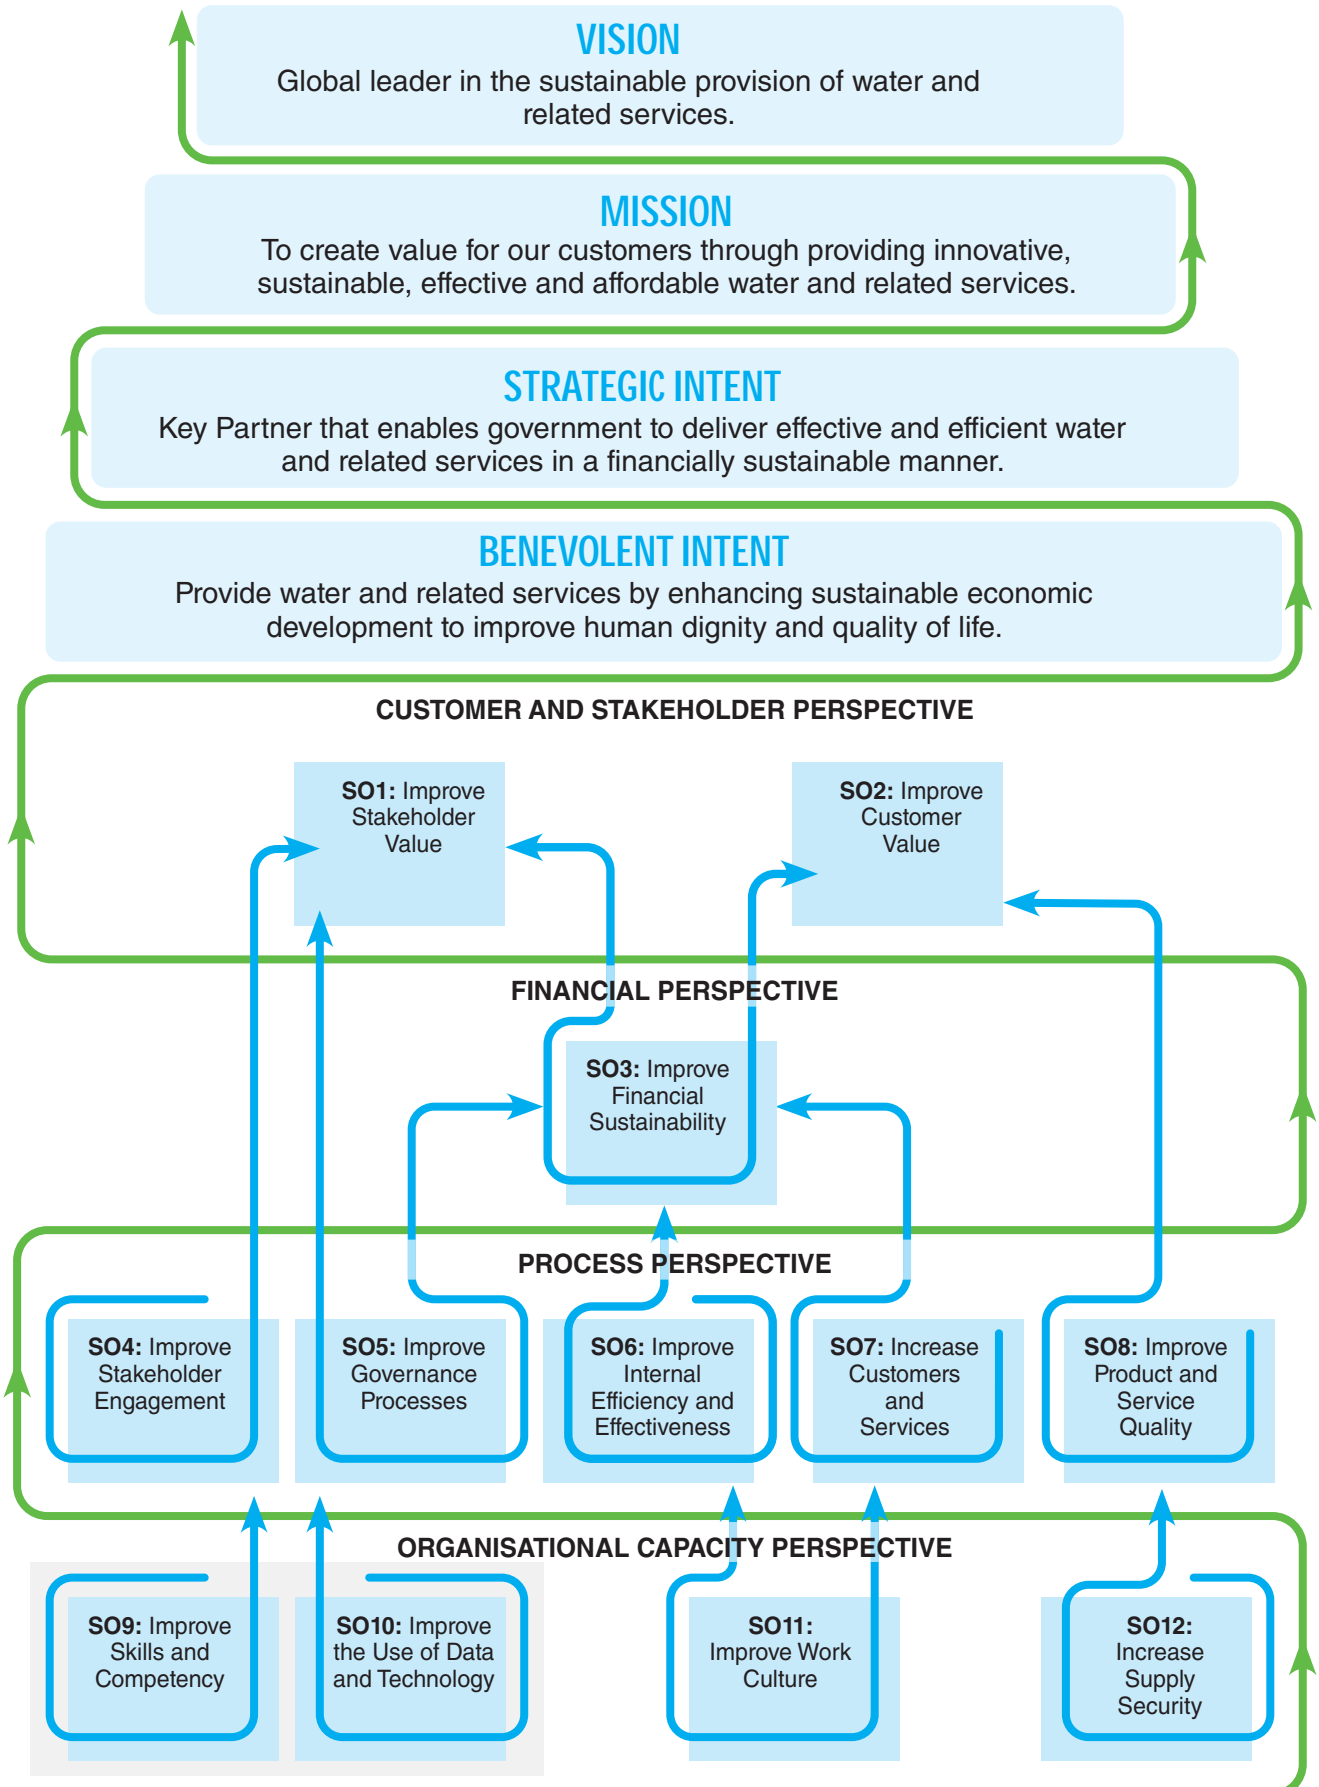 VISION
Global leader in the sustainable provision of water and
related services.
MISSION
To create value for our customers through providing innovative,
sustainable, effective and affordable water and related services.
STRATEGIC INTENT
Key Partner that enables government to deliver effective and efficient water
and related services in a financially sustainable manner.
BENEVOLENT INTENT
Provide water and related services by enhancing sustainable economic
development to improve human dignity and quality of life.
CUSTOMER AND STAKEHOLDER PERSPECTIVE
SO1: Improve
Stakeholder
Value
SO2: Improve
Customer
Value
FINANCIAL PERSPECTIVE
SO3: Improve
Financial
Sustainability
PROCESS PERSPECTIVE
SO4: Improve
Stakeholder
Engagement
SO5: Improve
Governance
Processes
SO6: Improve
Internal
Efficiency and
Effectiveness
SO7: Increase
Customers
and
Services
SO8: Improve
Product and
Service
Quality
ORGANISATIONAL CAPACITY PERSPECTIVE
SO9: Improve
Skills and
Competency
SO10: Improve
the Use of Data
and Technology
SO11:
Improve Work
Culture
SO12:
Increase
Supply
Security